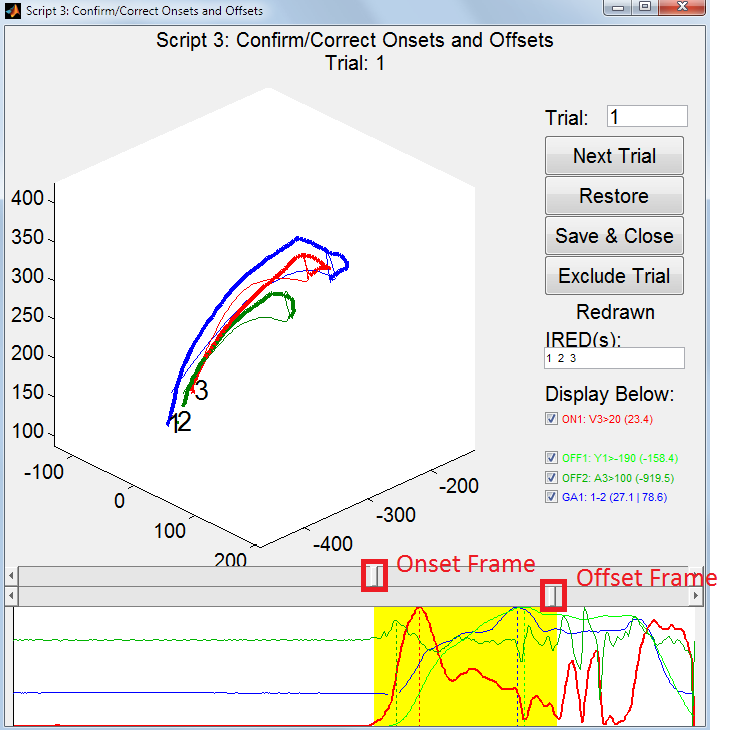 Script 3: Confirm/Correct Onsets and Offsets
Script 3: Confirm/Correct Onsets and Offsets
Trial: 1
400
350
300
250
200
150
100
-100
0
100
200
-400
-300
-200
3
12
Trial: 1
Next Trial
Restore
Save & Close
Exclude Trial
Redrawn
IRED(s):
1 2 3
Display Below:
ON1: V3>20 (23.4)
OFF1: Y1>-190 (-158.4)
OFF2: A3>100 (-919.5)
GA1: 1-2 (27.1 | 78.6)
Onset Frame
Offset Frame